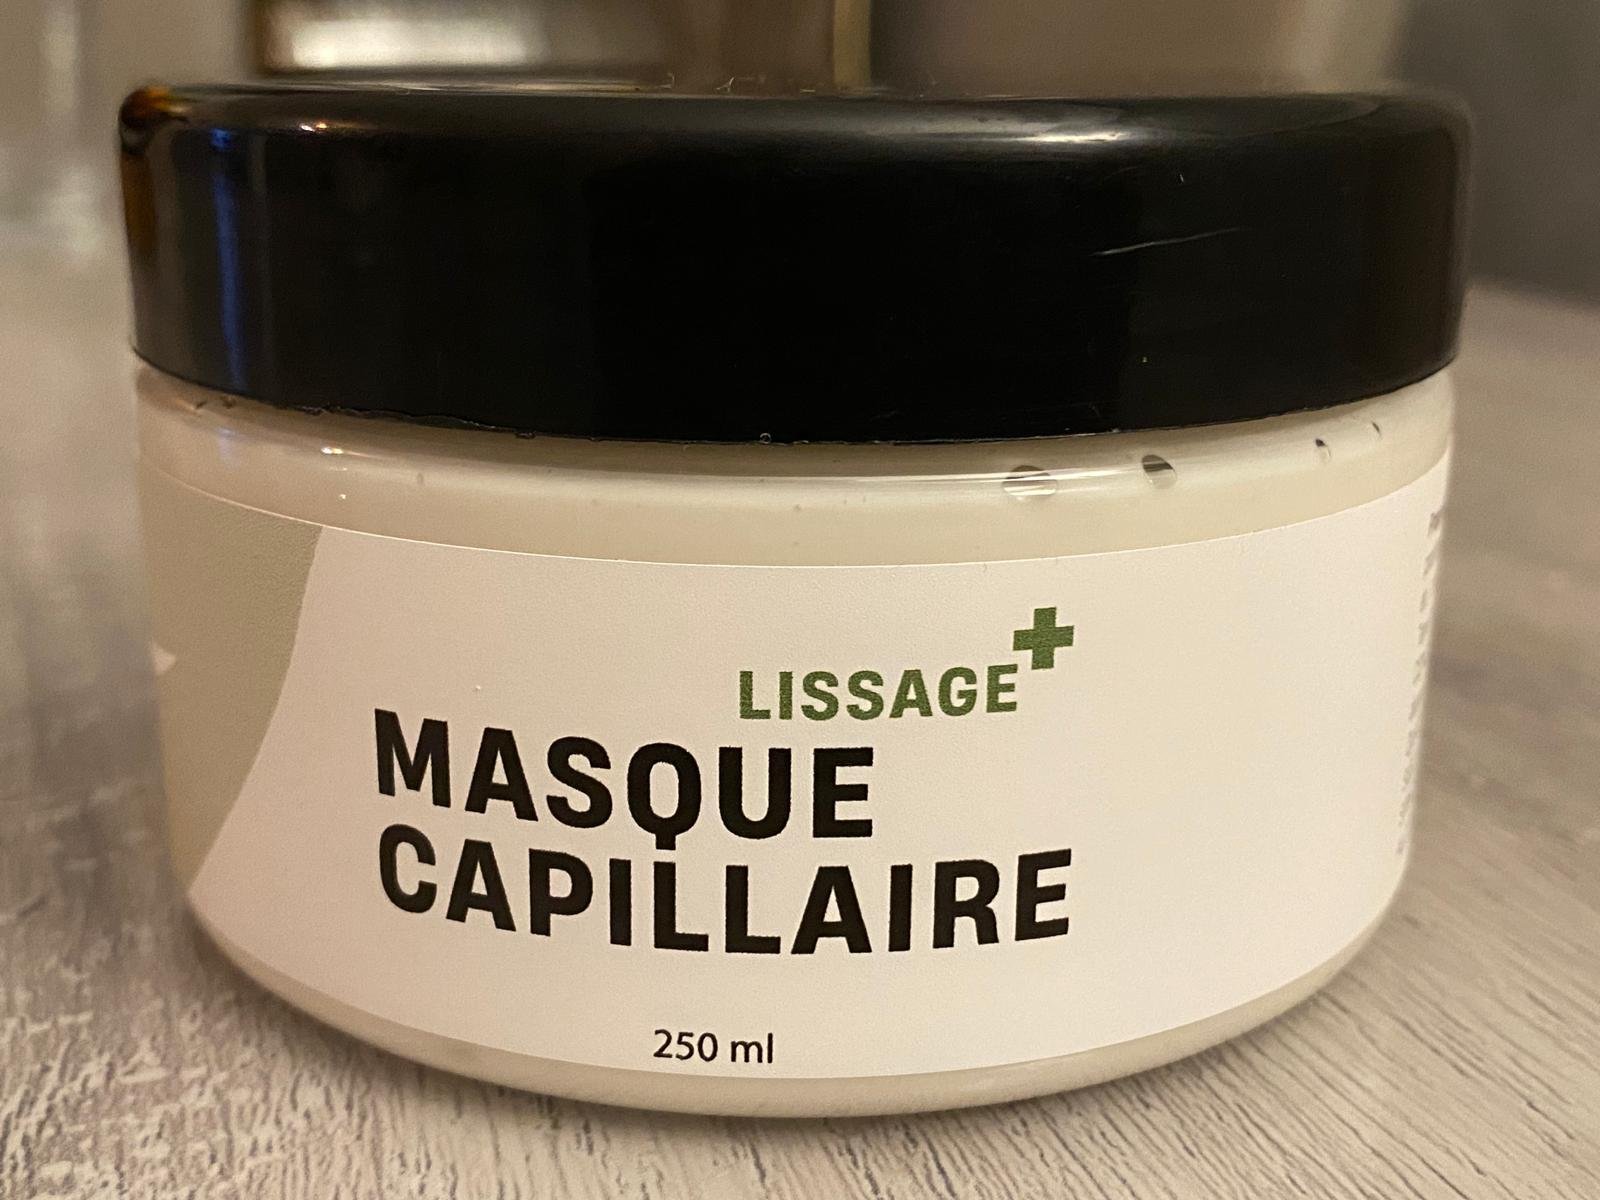 LISSAGE+
MASQUE
CAPILLAIRE
250 ml